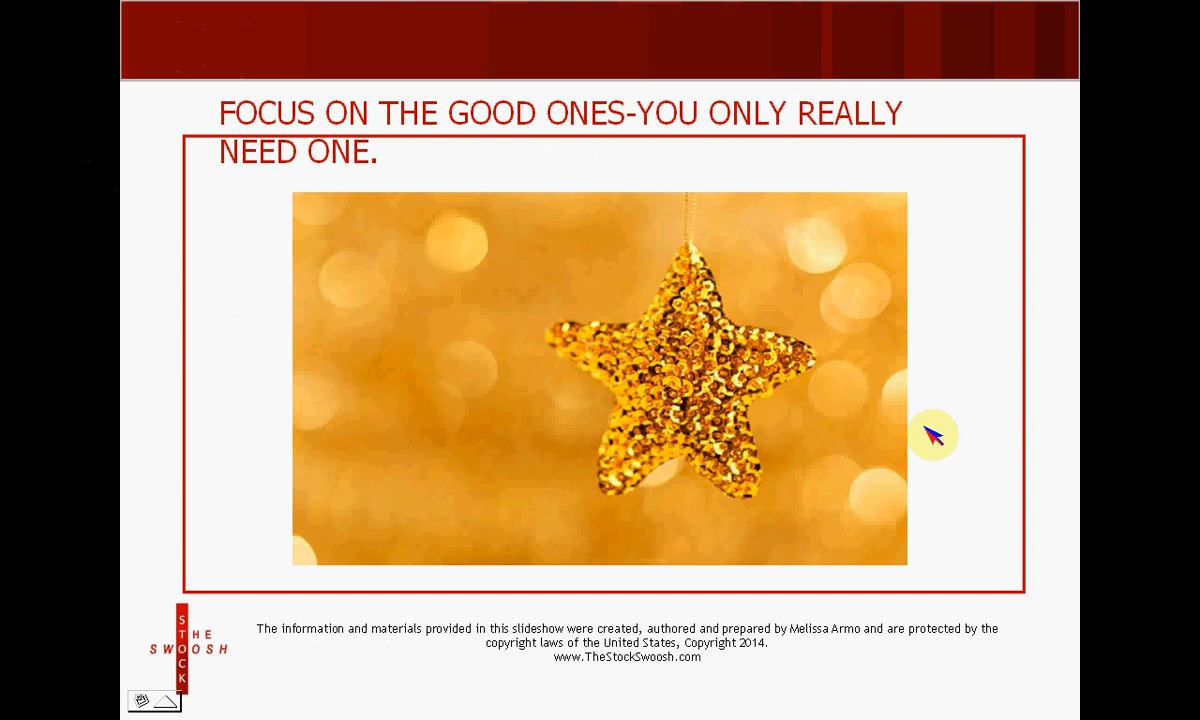 FOCUS ON THE GOOD ONES-YOU ONLY REALLY
NEED ONE.
THE
STOCK
SWOOSH
The information and materials provided in this slideshow were created, authored and prepared by Melissa Armo and are protected by the
copyright laws of the United States, Copyright 2014.
www.TheStockSwoosh.com